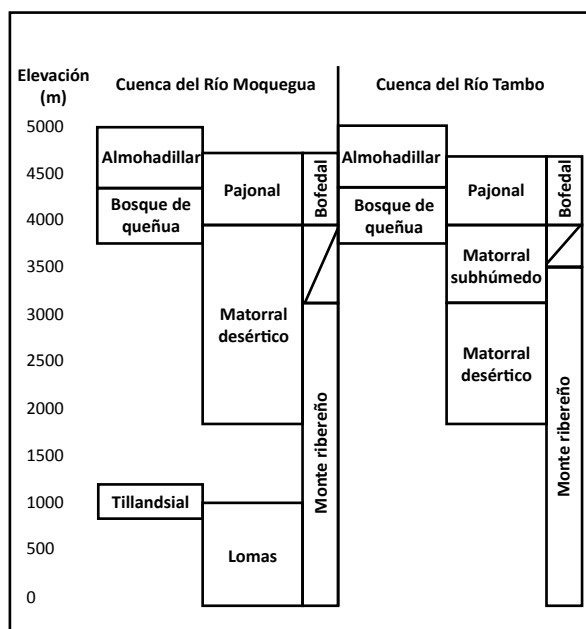 Elevación
(m)
Cuenca del Río Moquegua
Cuenca del Río Tambo
5000
4500
4000
3500
3000
2500
2000
1500
1000
500
0
Almohadillar
Bosque de
queñua
Pajonal
Bofedal
Matorral
desértico
Monte ribereño
Tillandsial
Lomas
Almohadillar
Bosque de
queñua
Pajonal
Bofedal
Matorral
subhúmedo
Matorral
desértico
Monte ribereño